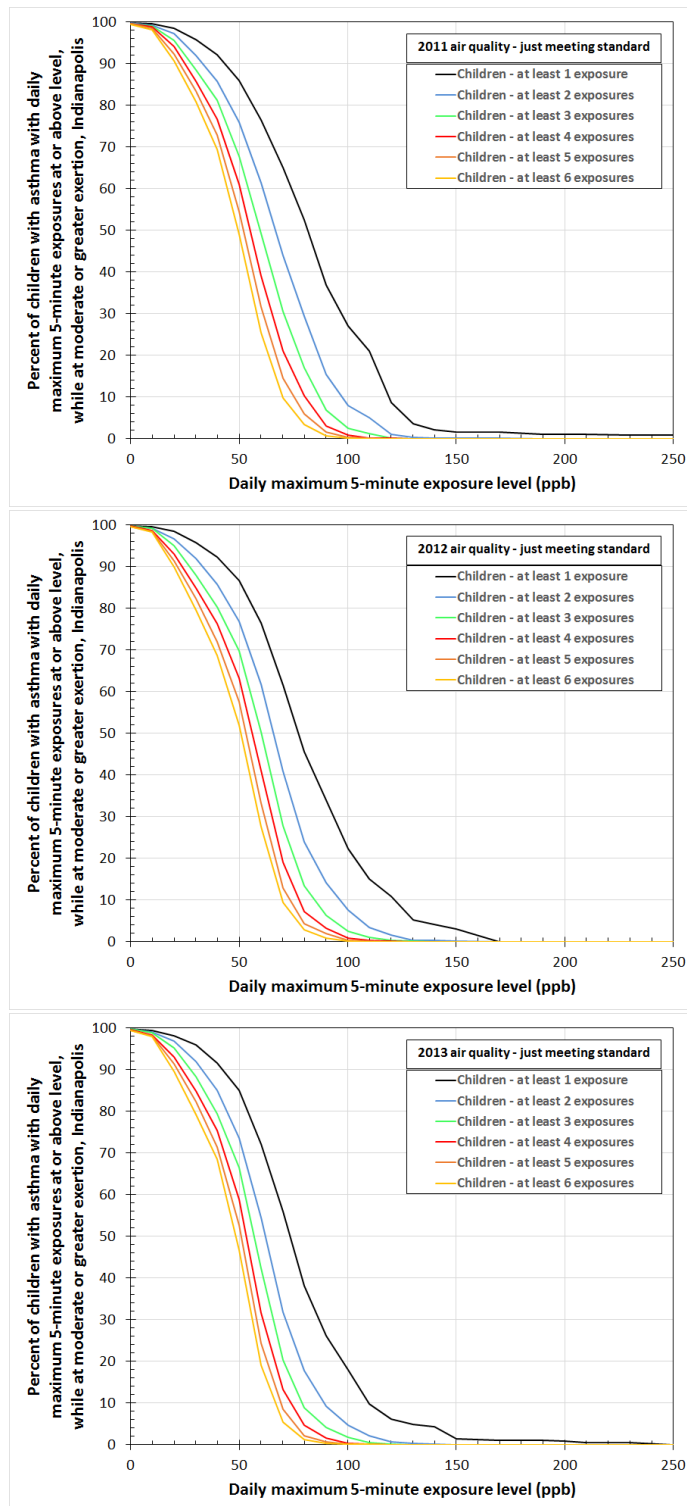 Percent of children with asthma with daily
maximum 5-minute exposures at or above level,
while at moderate or greater exertion, Indianapolis
100
90
80
70
60
50
40
30
20
10
0
2011 air quality - just meeting standard
Children - at least 1 exposure
Children - at least 2 exposures
Children - at least 3 exposures
Children - at least 4 exposures
Children - at least 5 exposures
Children - at least 6 exposures
0 50 100 150 200 250
Daily maximum 5-minute exposure level (ppb)
Percent of children with asthma with daily
maximum 5-minute exposures at or above level,
while at moderate or greater exertion, Indianapolis
100
90
80
70
60
50
40
30
20
10
0
2012 air quality - just meeting standard
Children - at least 1 exposure
Children - at least 2 exposures
Children - at least 3 exposures
Children - at least 4 exposures
Children - at least 5 exposures
Children - at least 6 exposures
0 50 100 150 200 250
Daily maximum 5-minute exposure level (ppb)
Percent of children with asthma with daily
maximum 5-minute exposures at or above level,
while at moderate or greater exertion, Indianapolis
100
90
80
70
60
50
40
30
20
10
0
2013 air quality - just meeting standard
Children - at least 1 exposure
Children - at least 2 exposures
Children - at least 3 exposures
Children - at least 4 exposures
Children - at least 5 exposures
Children - at least 6 exposures
0 50 100 150 200 250
Daily maximum 5-minute exposure level (ppb)